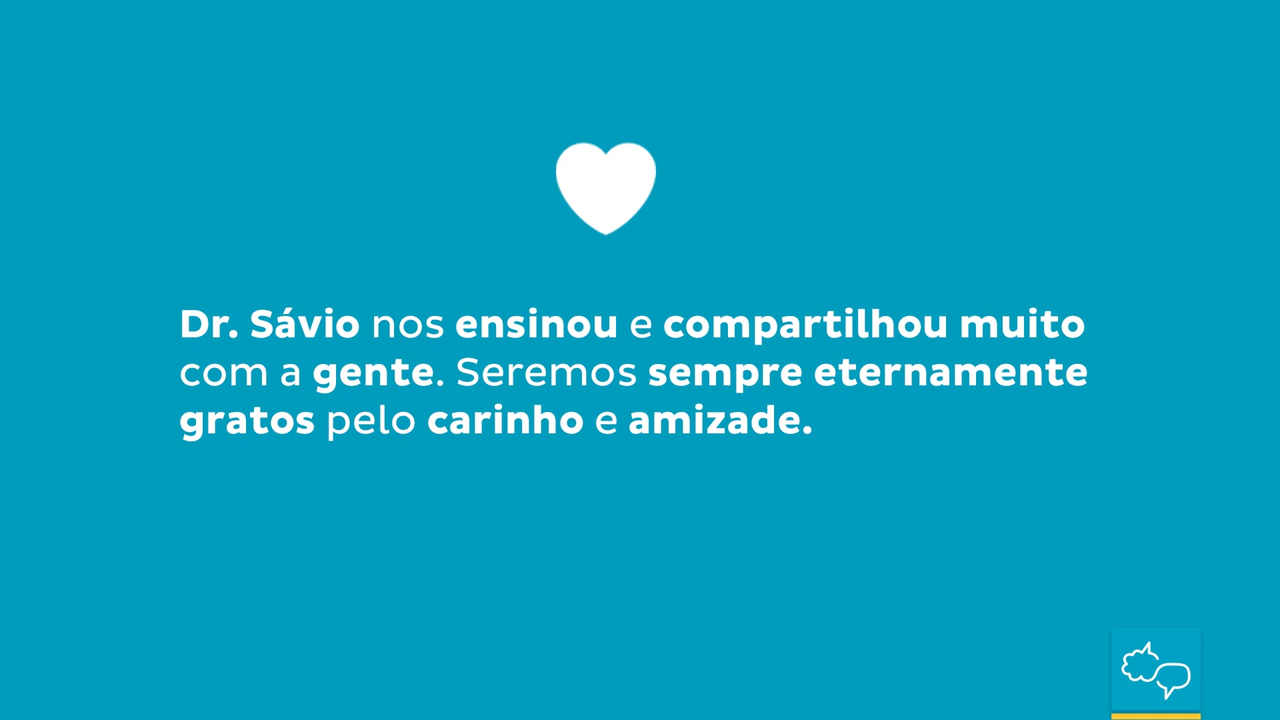 Dr. Sávio nos ensinou e compartilhou muito
com a gente. Seremos sempre eternamente
gratos pelo carinho e amizade.